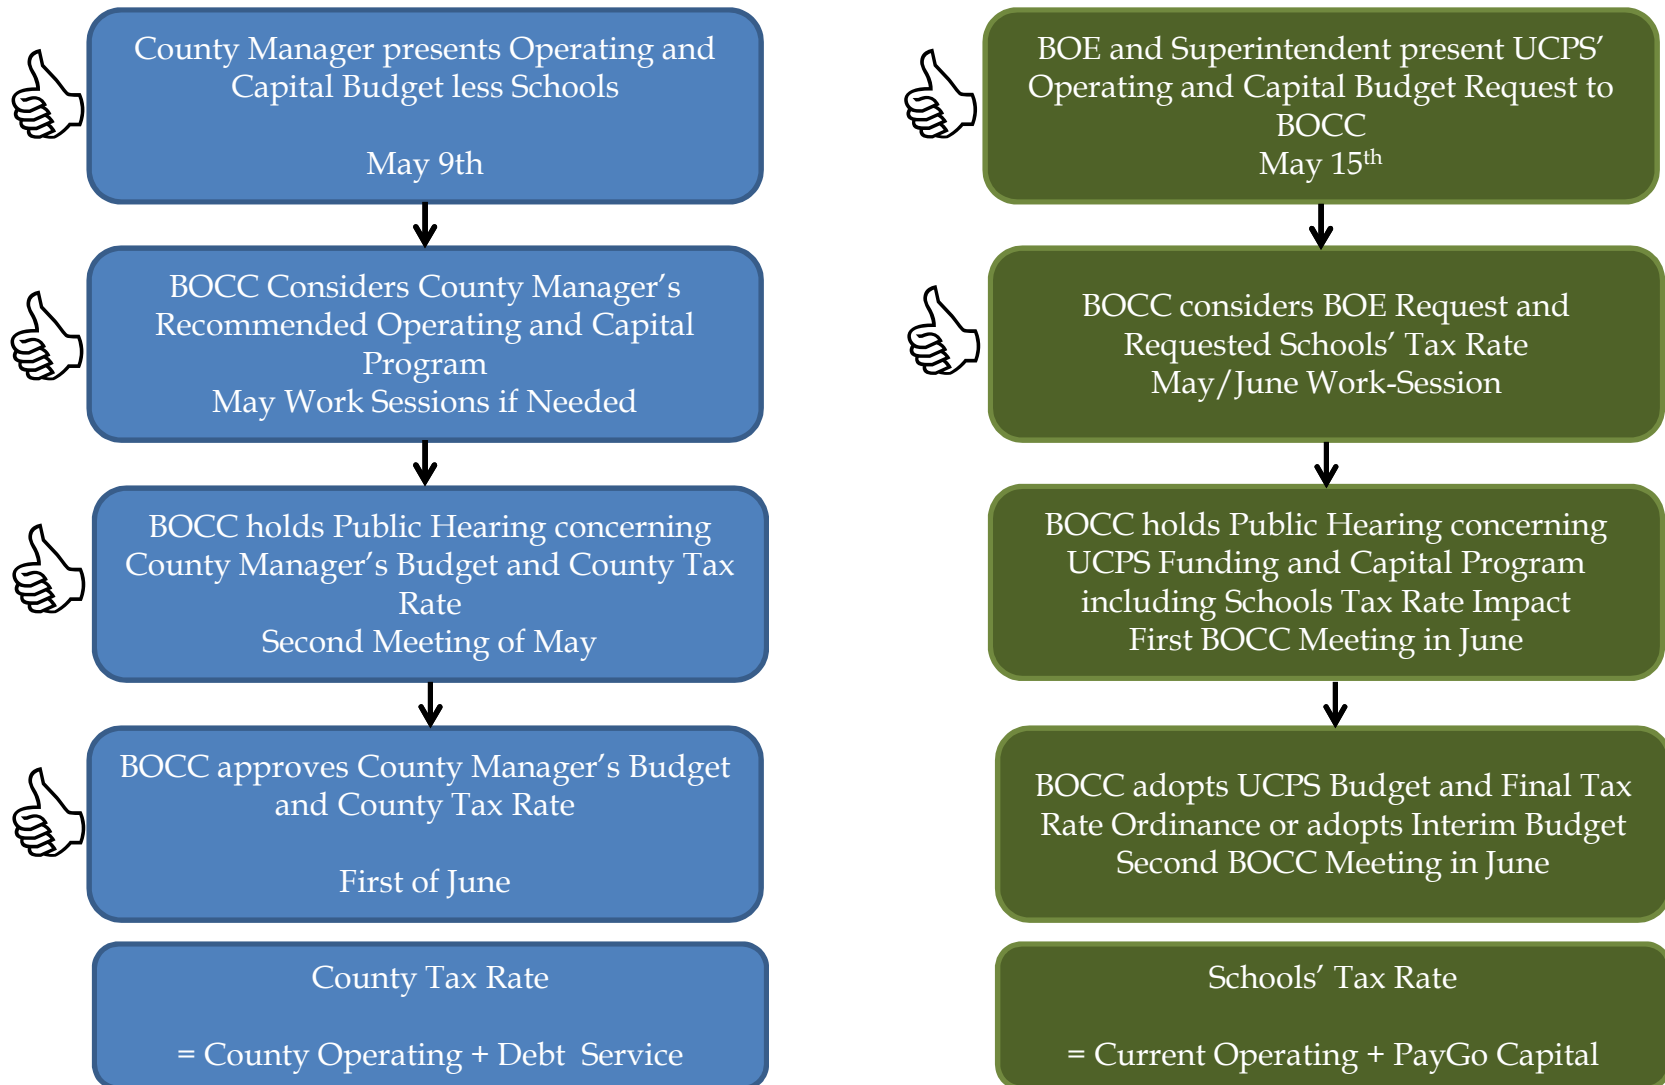 County Manager presents Operating and
Capital Budget less Schools
May 9th
BOCC Considers County Manager’s
Recommended Operating and Capital
Program
May Work Sessions if Needed
BOCC holds Public Hearing concerning
County Manager’s Budget and County Tax
Rate
Second Meeting of May
BOCC approves County Manager’s Budget
and County Tax Rate
First of June
County Tax Rate
= County Operating + Debt Service
BOE and Superintendent present UCPS’
Operating and Capital Budget Request to
BOCC
May 15th
BOCC considers BOE Request and
Requested Schools’ Tax Rate
May/June Work-Session
BOCC holds Public Hearing concerning
UCPS Funding and Capital Program
including Schools Tax Rate Impact
First BOCC Meeting in June
BOCC adopts UCPS Budget and Final Tax
Rate Ordinance or adopts Interim Budget
Second BOCC Meeting in June
Schools’ Tax Rate
= Current Operating + PayGo Capital